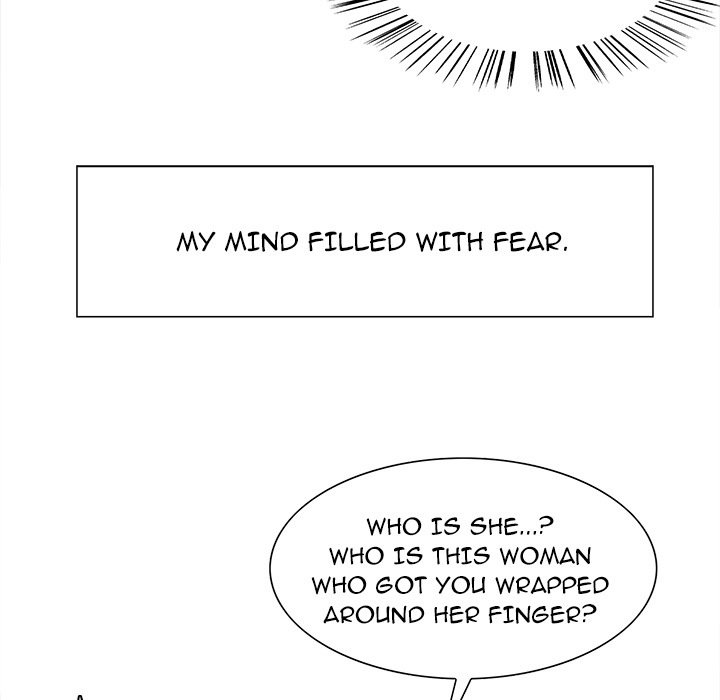 MY MIND FILLED WITH FEAR.
WHO IS SHE...?
WHO IS THIS WOMAN
WHO GOT YOU WRAPPED
AROUND HER FINGER?